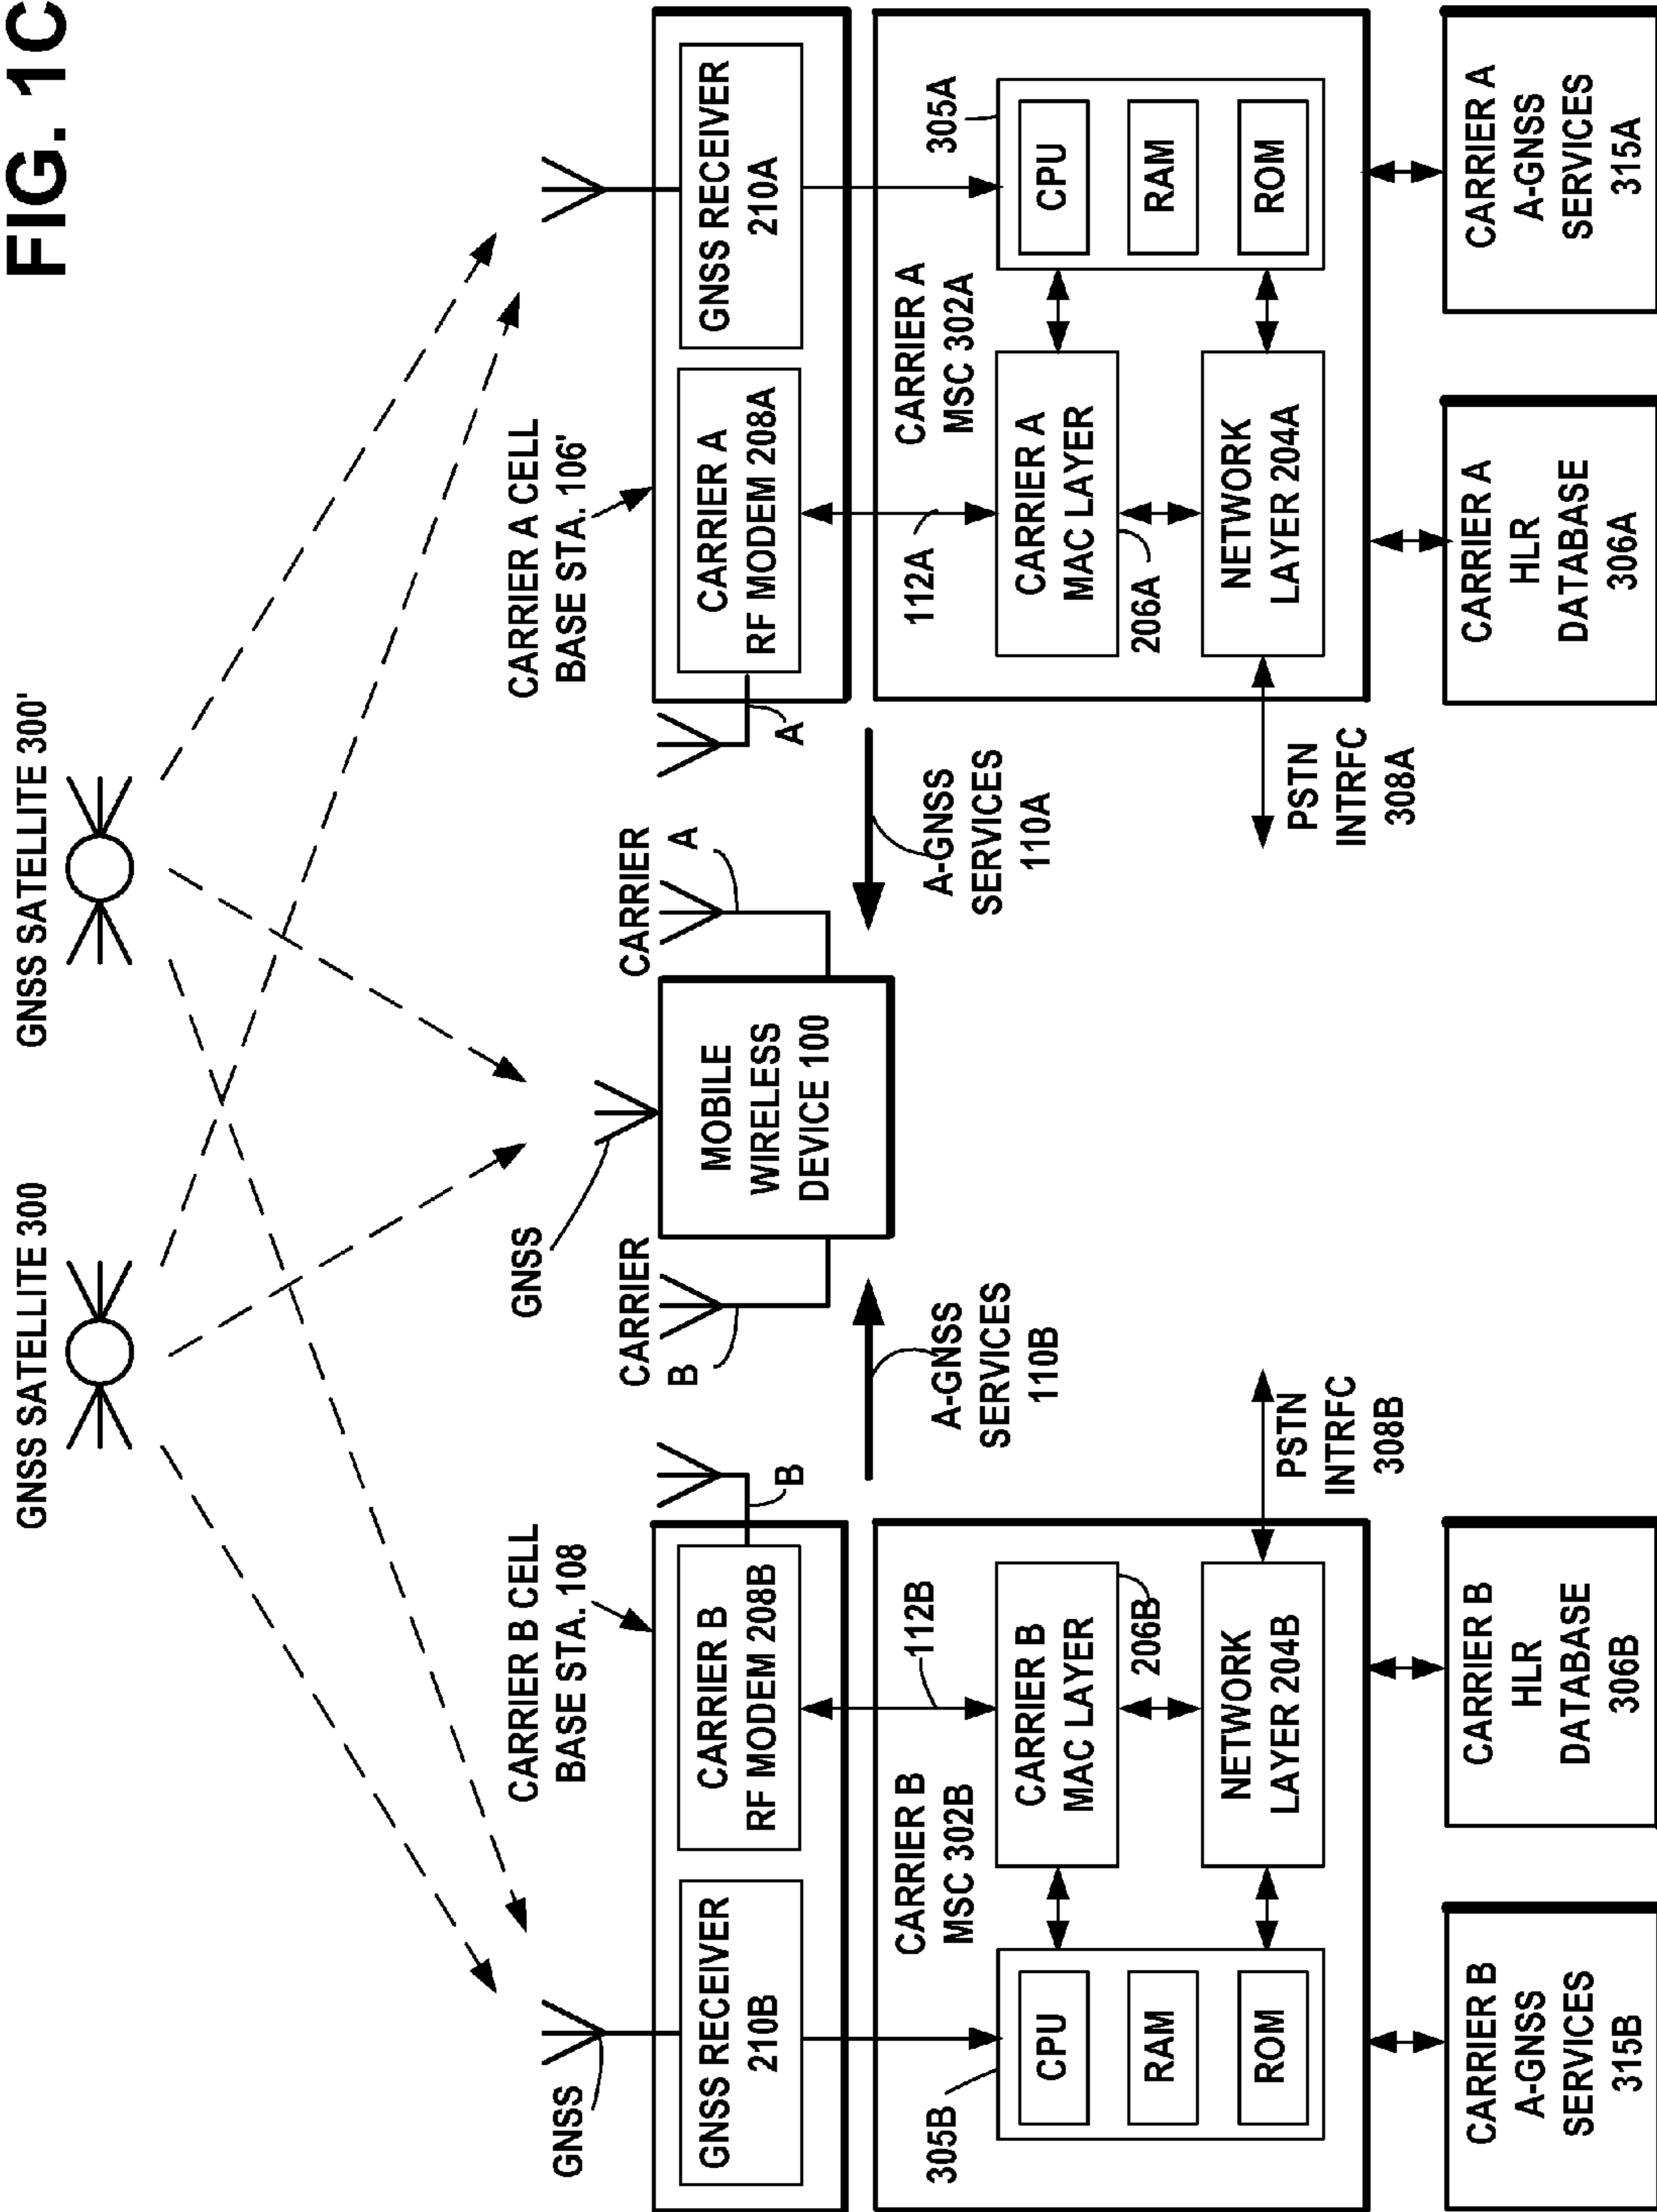 FIG. 1C
GNSS SATELLITE 300
GNSS SATELLITE 300'
GNSS
CARRIER B CELL
BASE STA. 108
GNSS
CARRIER A CELL
BASE STA. 106'
GNSS RECEIVER
210B
CARRIER B
RF MODEM 208B
B
CARRIER
B
MOBILE
WIRELESS
DEVICE 100
CARRIER
A
A
CARRIER A
RF MODEM 208A
GNSS RECEIVER
210A
A-GNSS
SERVICES
110B
A-GNSS
SERVICES
110A
305B
CARRIER B
MSC 302B
112B
CPU
RAM
ROM
CARRIER B
MAC LAYER
206B
NETWORK
LAYER 204B
PSTN
INTRFC
308B
112A
CARRIER A
MSC 302A
305A
CARRIER A
MAC LAYER
206A
NETWORK
LAYER 204A
CPU
RAM
ROM
PSTN
INTRFC
308A
CARRIER B
A-GNSS
SERVICES
315B
CARRIER B
HLR
DATABASE
306B
CARRIER A
HLR
DATABASE
306A
CARRIER A
A-GNSS
SERVICES
315A